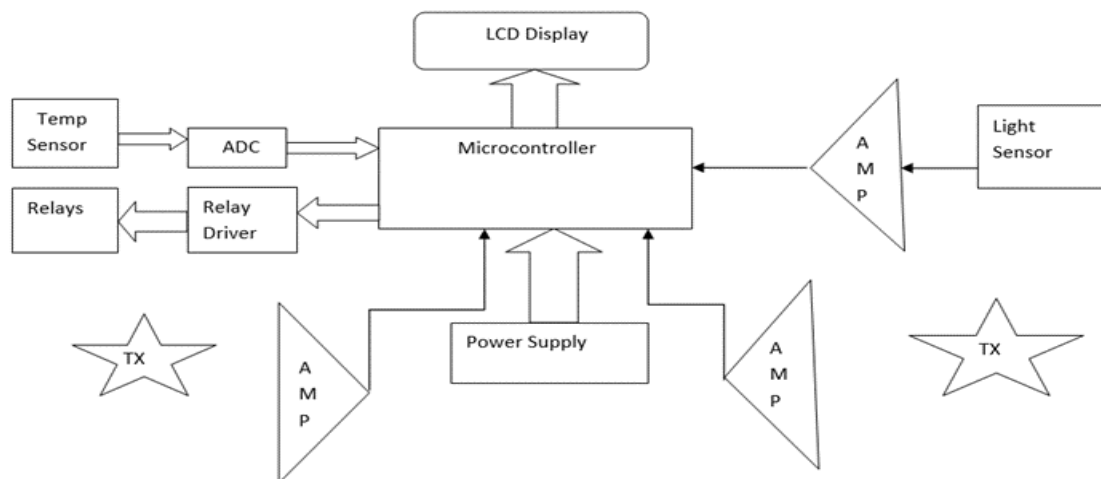 LCD Display
Temp
Sensor
ADC
Microcontroller
A
M
P
Light
Sensor
Relays
Relay
Driver
TX
A
M
P
Power Supply
A
M
P
TX